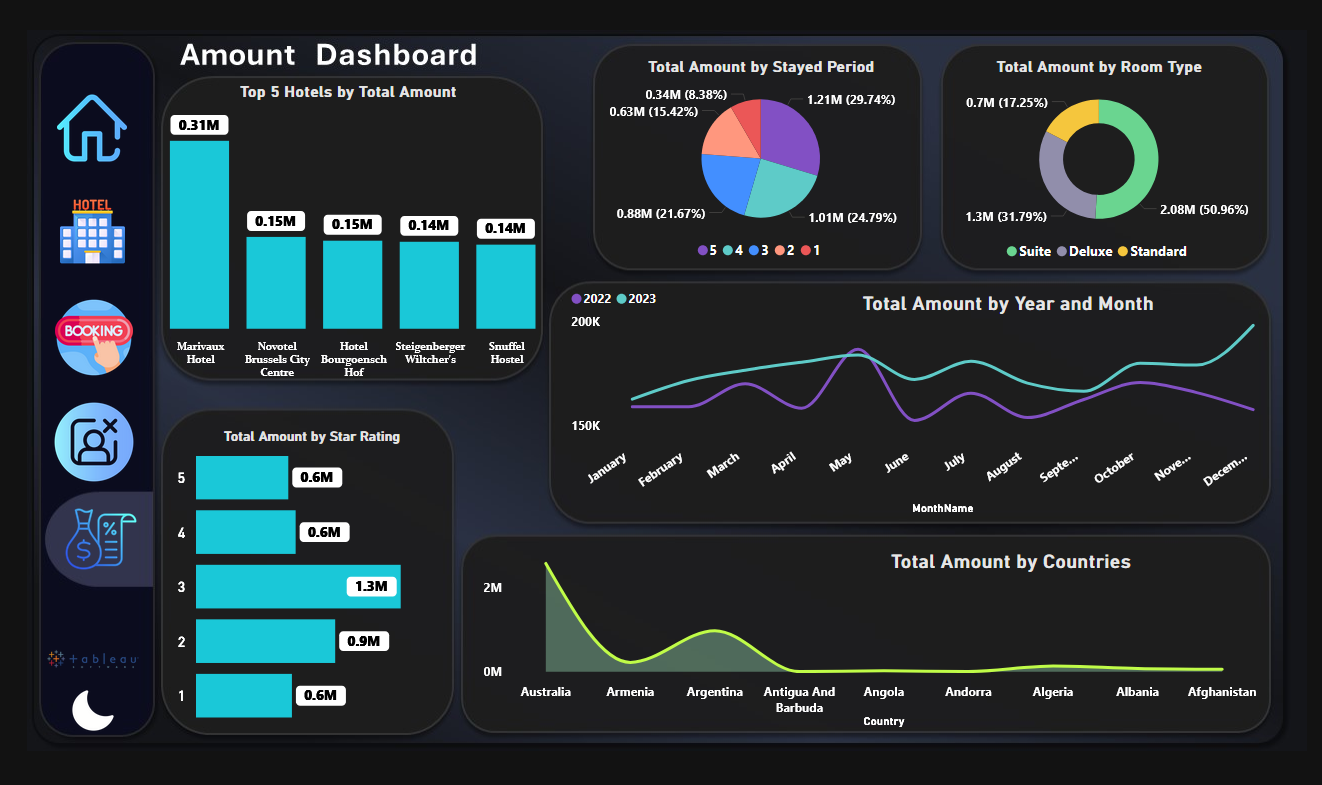 Amount Dashboard
HOTEL
BOOKING
%
$
tableau
Top 5 Hotels by Total Amount
0.31M
0.15M
0.15M
0.14M
0.14M
Marivaux
Hotel
Novotel
Brussels City
Centre
Hotel
Bourgoensch
Hof
Steigenberger
Wiltcher's
Snuffel
Hostel
Total Amount by Stayed Period
0.34M (8.38%)
0.63M (15.42%)
0.88M (21.67%)
1.21M (29.74%)
1.01M (24.79%)
5 4 3 2 1
Total Amount by Room Type
0.7M (17.25%)
1.3M (31.79%)
2.08M (50.96%)
Suite Deluxe Standard
Total Amount by Year and Month
2022 2023
200K
150K
January
February
March
April
May
June
July
August
Septe...
October
Nove...
Decem...
MonthName
Total Amount by Star Rating
5 0.6M
4 0.6M
3 1.3M
2 0.9M
1 0.6M
Total Amount by Countries
2M
0M
Australia
Armenia
Argentina
Antigua And
Barbuda
Angola
Andorra
Algeria
Albania
Afghanistan
Country